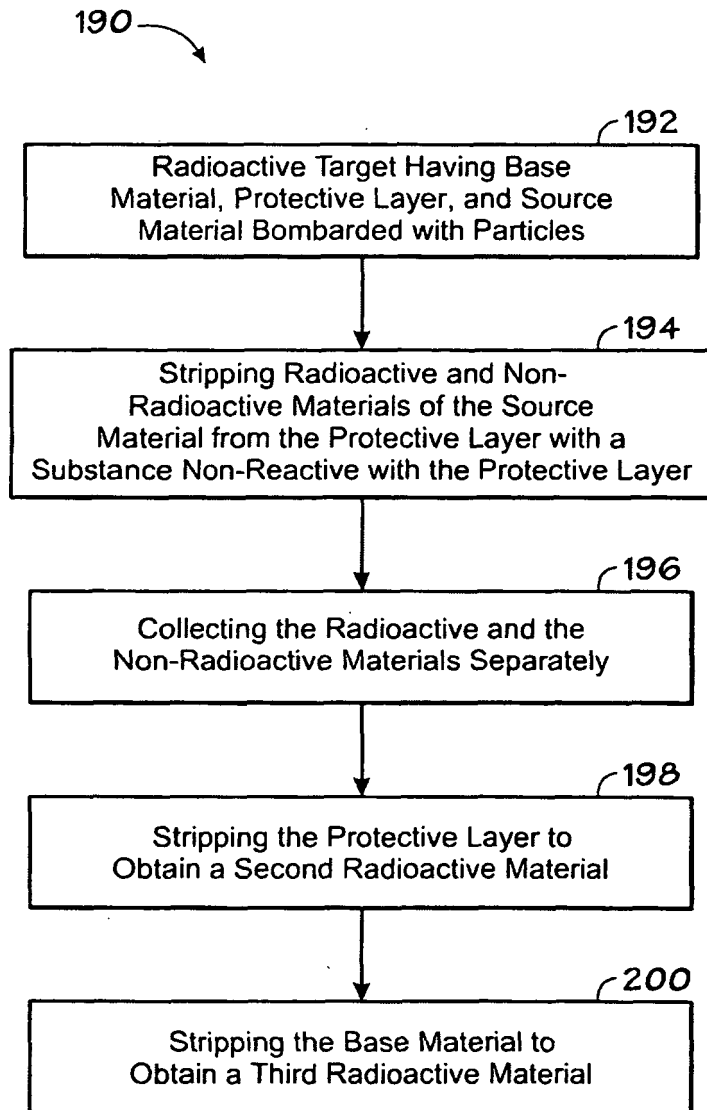 190
192
Radioactive Target Having Base
Material, Protective Layer, and Source
Material Bombarded with Particles
194
Stripping Radioactive and Non-
Radioactive Materials of the Source
Material from the Protective Layer with a
Substance Non-Reactive with the Protective Layer
196
Collecting the Radioactive and the
Non-Radioactive Materials Separately
198
Stripping the Protective Layer to
Obtain a Second Radioactive Material
200
Stripping the Base Material to
Obtain a Third Radioactive Material